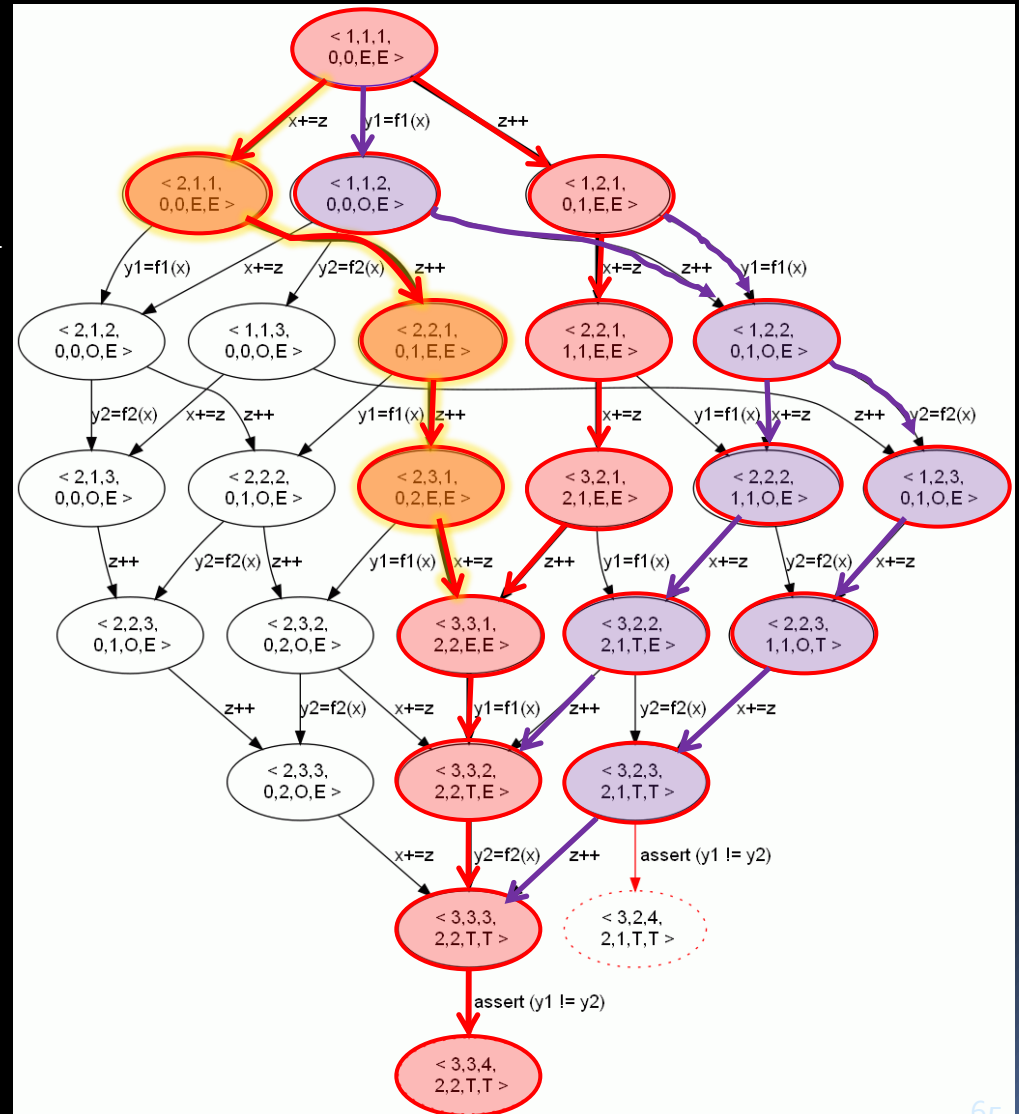 < 1,1,1,
0,0,E,E >
x+=z
y1=f1(x)
z++
< 2,1,1,
0,0,E,E >
< 1,1,2,
0,0,O,E >
< 1,2,1,
0,1,E,E >
y1=f1(x)
x+=z
y2=f2(x)
z++
x+=z
z++
y1=f1(x)
< 2,1,2,
0,0,O,E >
< 1,1,3,
0,0,O,E >
< 2,2,1,
0,1,E,E >
< 2,2,1,
1,1,E,E >
< 1,2,2,
0,1,O,E >
y2=f2(x)
x+=z
z++
y1=f1(x)
z++
x+=z
y1=f1(x)
x+=z
z++
y2=f2(x)
< 2,1,3,
0,0,O,E >
< 2,2,2,
0,1,O,E >
< 2,3,1,
0,2,E,E >
< 3,2,1,
2,1,E,E >
< 2,2,2,
1,1,O,E >
< 1,2,3,
0,1,O,E >
z++
y2=f2(x)
z++
y1=f1(x)
x+=z
z++
y1=f1(x)
x+=z
y2=f2(x)
x+=z
< 2,2,3,
0,1,O,E >
< 2,3,2,
0,2,O,E >
< 3,3,1,
2,2,E,E >
< 3,2,2,
2,1,T,E >
< 2,2,3,
1,1,O,T >
z++
y2=f2(x)
x+=z
y1=f1(x)
z++
y2=f2(x)
x+=z
< 2,3,3,
0,2,O,E >
< 3,3,2,
2,2,T,E >
< 3,2,3,
2,1,T,T >
x+=z
y2=f2(x)
z++
assert (y1 != y2)
< 3,3,3,
2,2,T,T >
< 3,2,4,
2,1,T,T >
assert (y1 != y2)
< 3,3,4,
2,2,T,T >